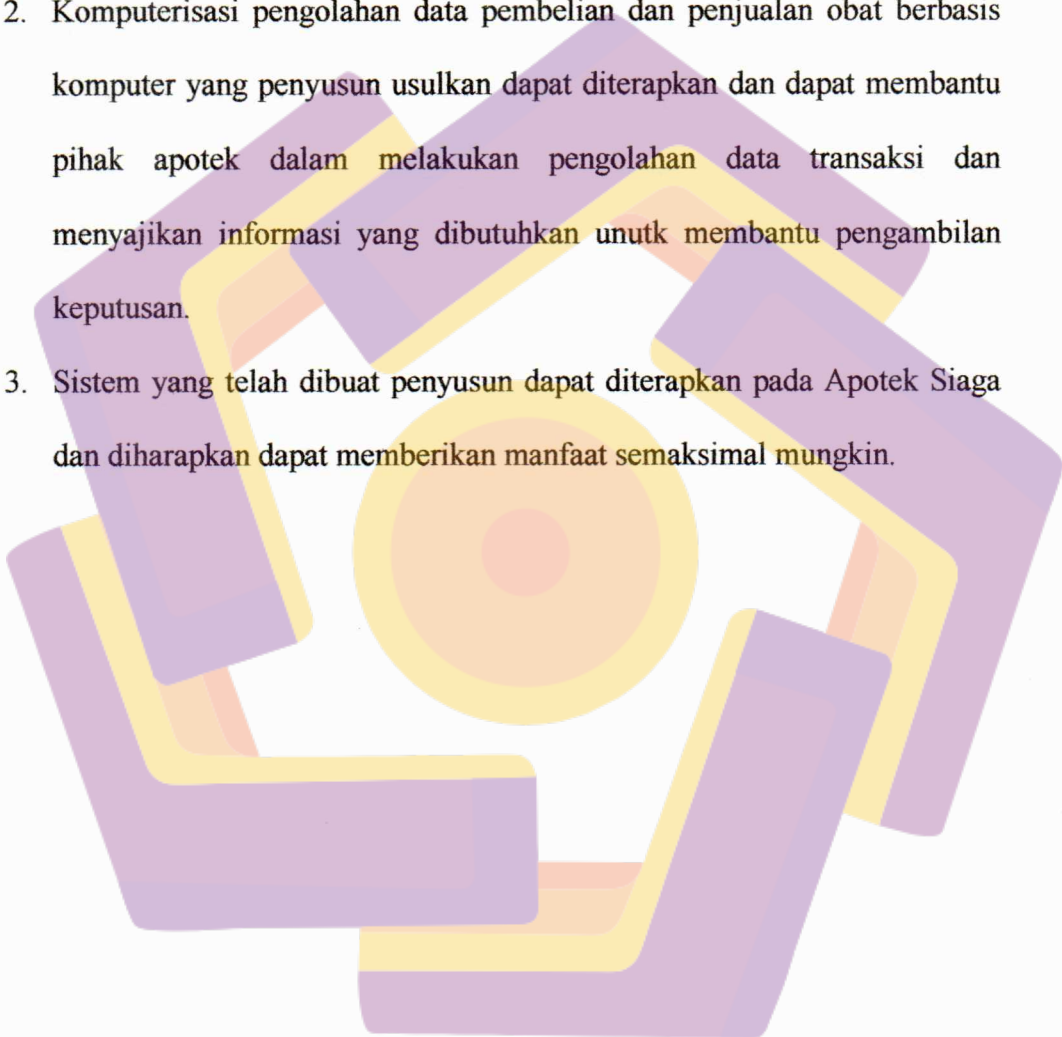 2. Komputerisasi pengolahan data pembelian dan penjualan obat berbasis
komputer yang penyusun usulkan dapat diterapkan dan dapat membantu
pihak apotek dalam melakukan pengolahan data transaksi dan
menyajikan informasi yang dibutuhkan unutk membantu pengambilan
keputusan.
3. Sistem yang telah dibuat penyusun dapat diterapkan pada Apotek Siaga
dan diharapkan dapat memberikan manfaat semaksimal mungkin.